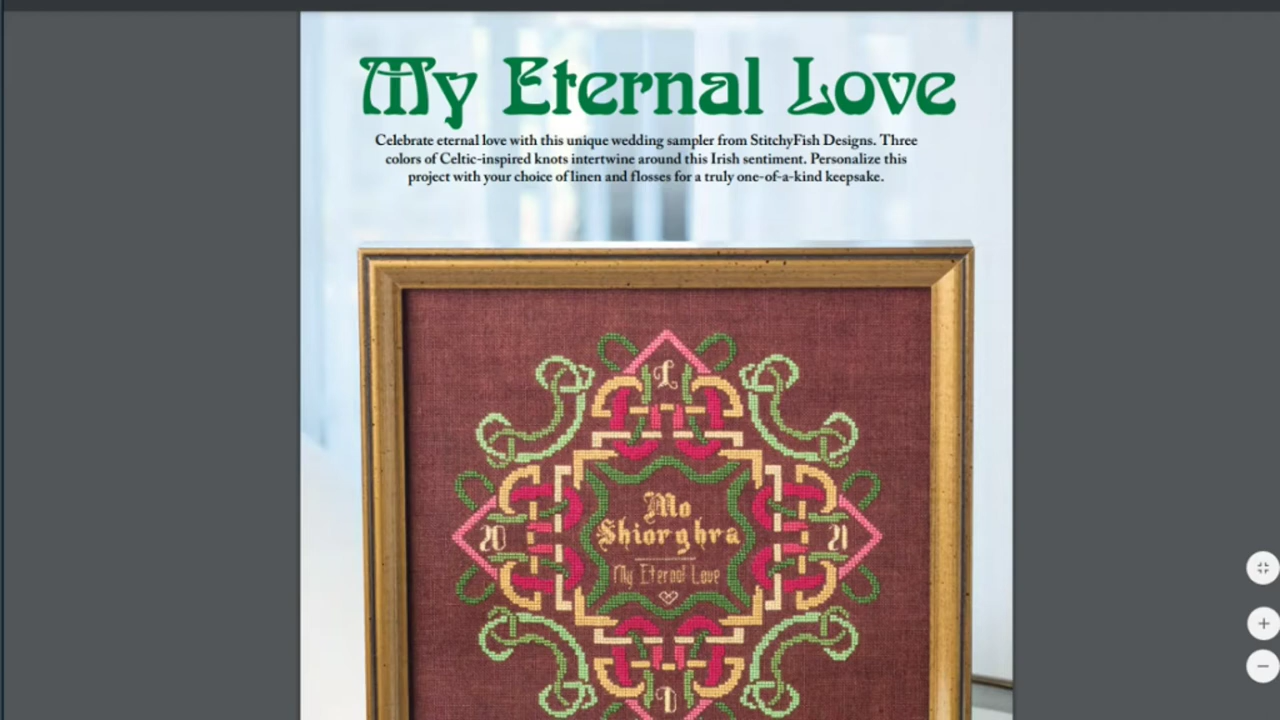 My Eternal Love
Celebrate eternal love with this unique wedding sampler from StitchyFish Designs. Three
colors of Celtic-inspired knots intertwine around this Irish sentiment. Personalize this
project with your choice of linen and flosses for a truly one-of-a-kind keepsake.
L
Mo
Shiorghra
20
21
My Eternal Love
D